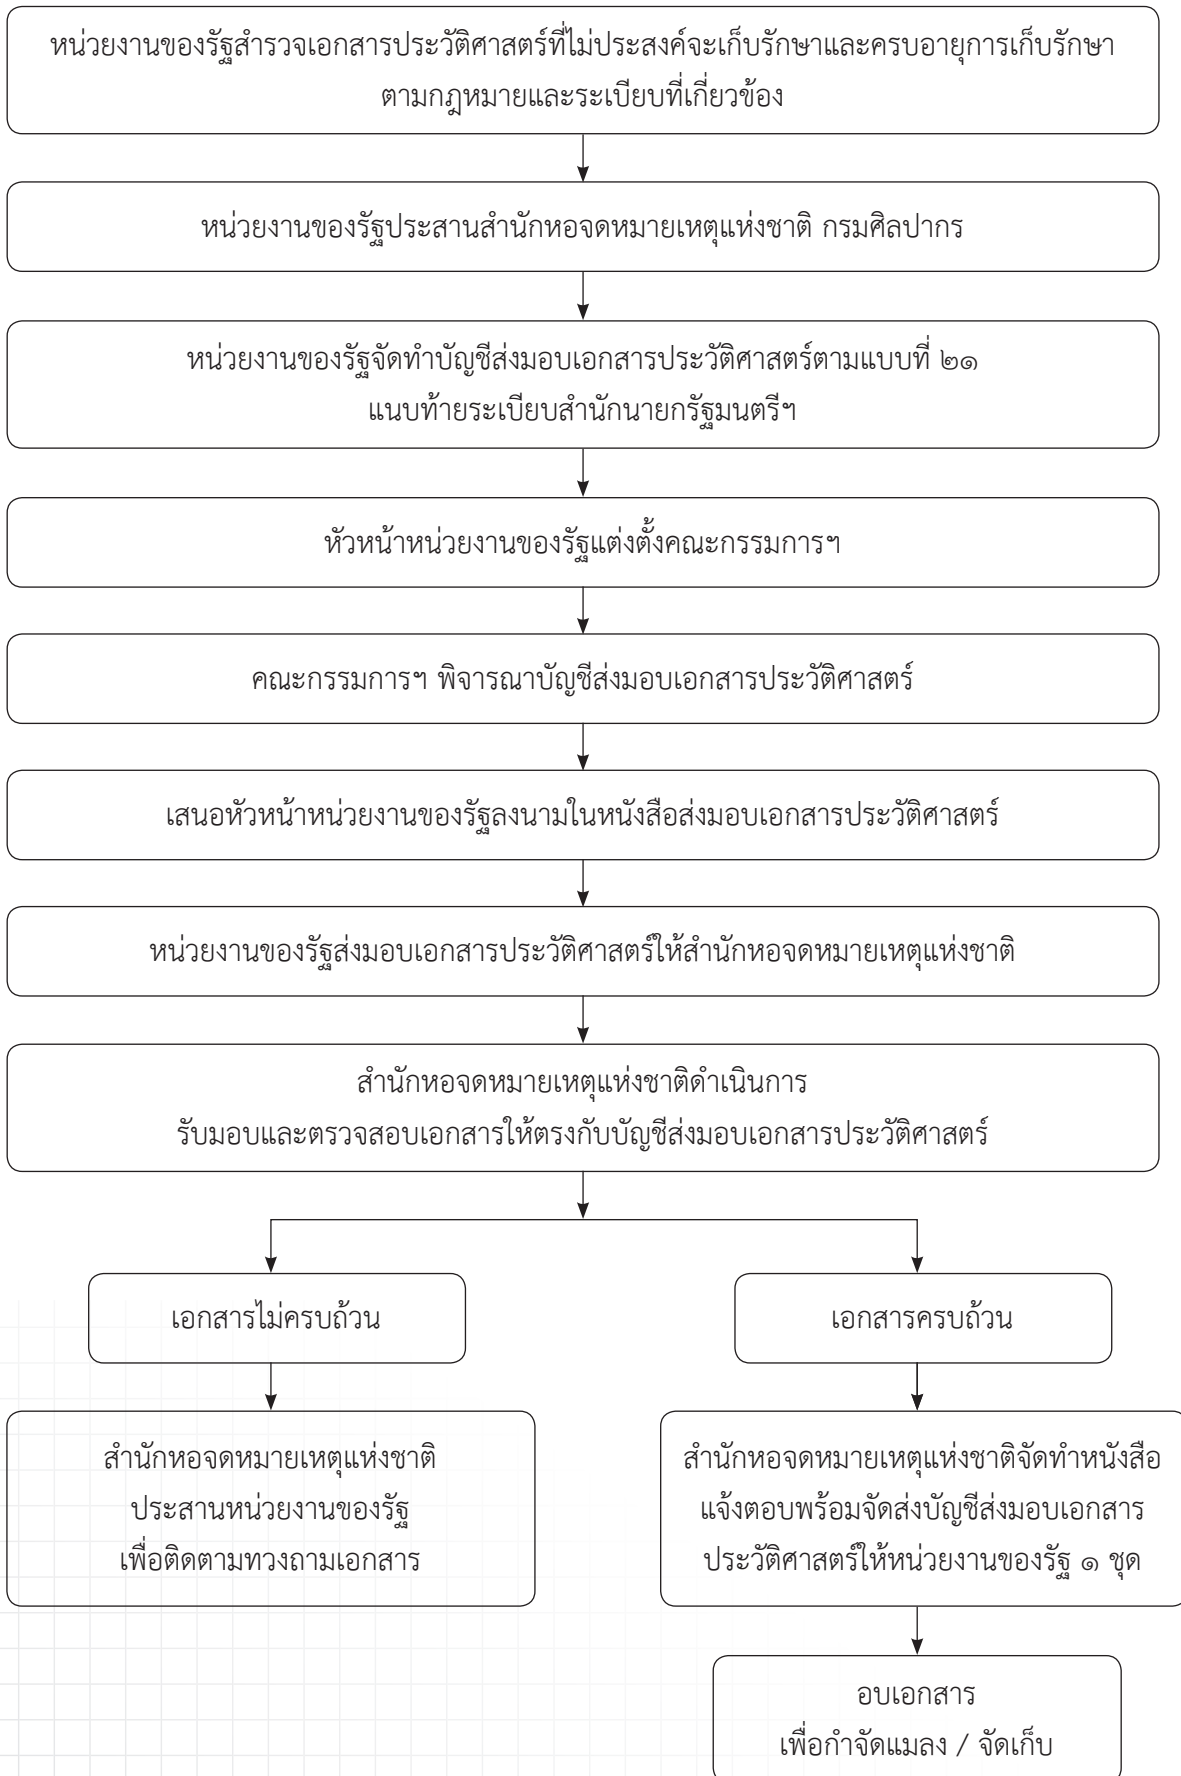 หน่วยงานของรัฐสำรวจเอกสารประวัติศาสตร์ที่ไม่ประสงค์จะเก็บรักษาและครบอายุการเก็บรักษา
ตามกฎหมายและระเบียบที่เกี่ยวข้อง
หน่วยงานของรัฐประสานสำนักหอจดหมายเหตุแห่งชาติ กรมศิลปากร
หน่วยงานของรัฐจัดทำบัญชีส่งมอบเอกสารประวัติศาสตร์ตามแบบที่ ๒๑
แนบท้ายระเบียบสำนักนายกรัฐมนตรีฯ
หัวหน้าหน่วยงานของรัฐแต่งตั้งคณะกรรมการฯ
คณะกรรมการฯ พิจารณาบัญชีส่งมอบเอกสารประวัติศาสตร์
เสนอหัวหน้าหน่วยงานของรัฐลงนามในหนังสือส่งมอบเอกสารประวัติศาสตร์
หน่วยงานของรัฐส่งมอบเอกสารประวัติศาสตร์ให้สำนักหอจดหมายเหตุแห่งชาติ
สำนักหอจดหมายเหตุแห่งชาติดำเนินการ
รับมอบและตรวจสอบเอกสารให้ตรงกับบัญชีส่งมอบเอกสารประวัติศาสตร์
เอกสารไม่ครบถ้วน
เอกสารครบถ้วน
สำนักหอจดหมายเหตุแห่งชาติ
ประสานหน่วยงานของรัฐ
เพื่อติดตามทวงถามเอกสาร
สำนักหอจดหมายเหตุแห่งชาติจัดทำหนังสือ
แจ้งตอบพร้อมจัดส่งบัญชีส่งมอบเอกสาร
ประวัติศาสตร์ให้หน่วยงานของรัฐ ๑ ชุด
อบเอกสาร
เพื่อกำจัดแมลง / จัดเก็บ